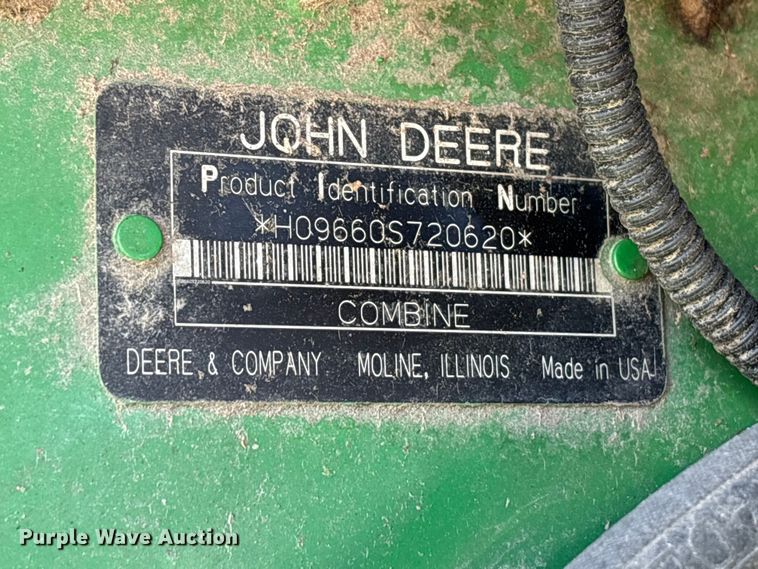 JOHN DEERE
Product Identification Number
*H09660S720620*
COMBINE
DEERE & COMPANY MOLINE, ILLINOIS Made in USA
Purple Wave Auction